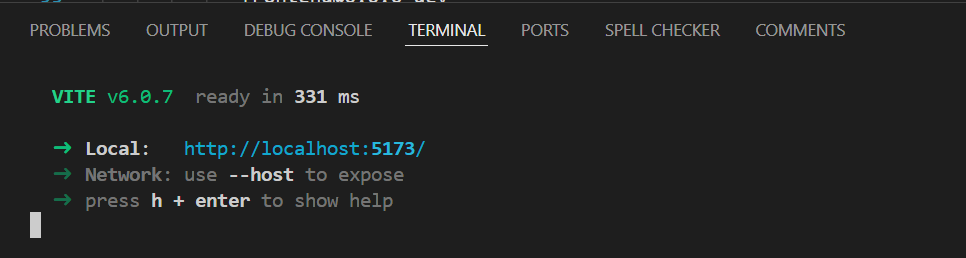 PROBLEMS OUTPUT DEBUG CONSOLE TERMINAL PORTS SPELL CHECKER COMMENTS
VITE v6.0.7 ready in 331 ms
➜ Local: http://localhost:5173/
➜ Network: use --host to expose
➜ press h + enter to show help